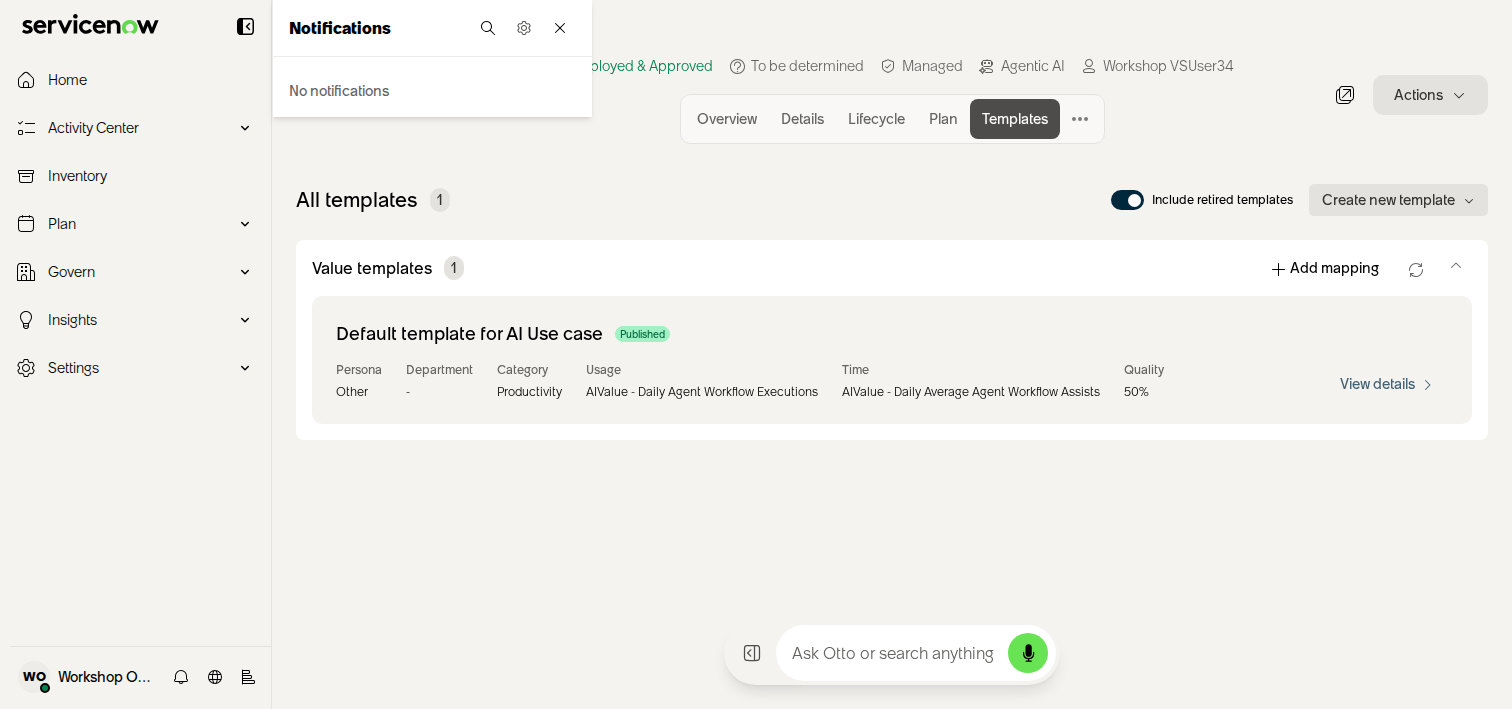 servicenow
Home
Activity Center
Inventory
Plan
Govern
Insights
Settings
WO
Workshop O...
Notifications
No notifications
ployed & Approved
To be determined
Managed
Agentic AI
Workshop VSUser34
Actions
Overview
Details
Lifecycle
Plan
Templates
All templates 1
Include retired templates
Create new template
Value templates 1
Add mapping
Default template for AI Use case
Published
Persona Department Category Usage Time Quality
Other - Productivity AIValue - Daily Agent Workflow Executions AIValue - Daily Average Agent Workflow Assists 50%
View details
Ask Otto or search anything